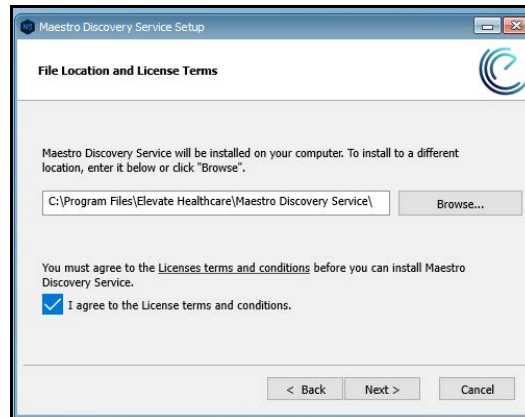 Maestro Discovery Service Setup
File Location and License Terms
Maestro Discovery Service will be installed on your computer. To install to a different
location, enter it below or click "Browse".
C:\Program Files\Elevate Healthcare\Maestro Discovery Service\
Browse...
You must agree to the Licenses terms and conditions before you can install Maestro
Discovery Service.
I agree to the License terms and conditions.
< Back
Next >
Cancel